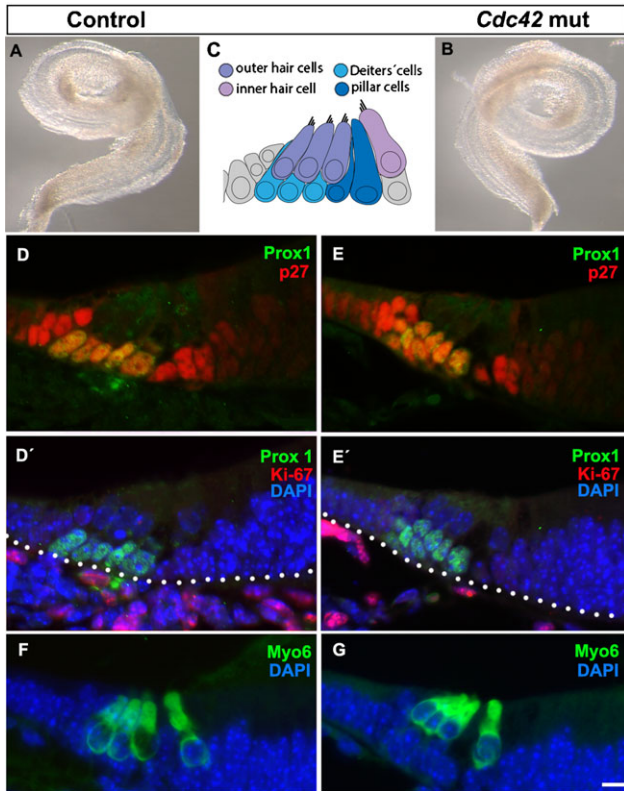 Control
Cdc42 mut
A
C
B
outer hair cells
Deiters´cells
inner hair cell
pillar cells
D
Prox1
p27
E
Prox1
p27
D´
Prox 1
Ki-67
DAPI
E´
Prox1
Ki-67
DAPI
F
Myo6
DAPI
G
Myo6
DAPI